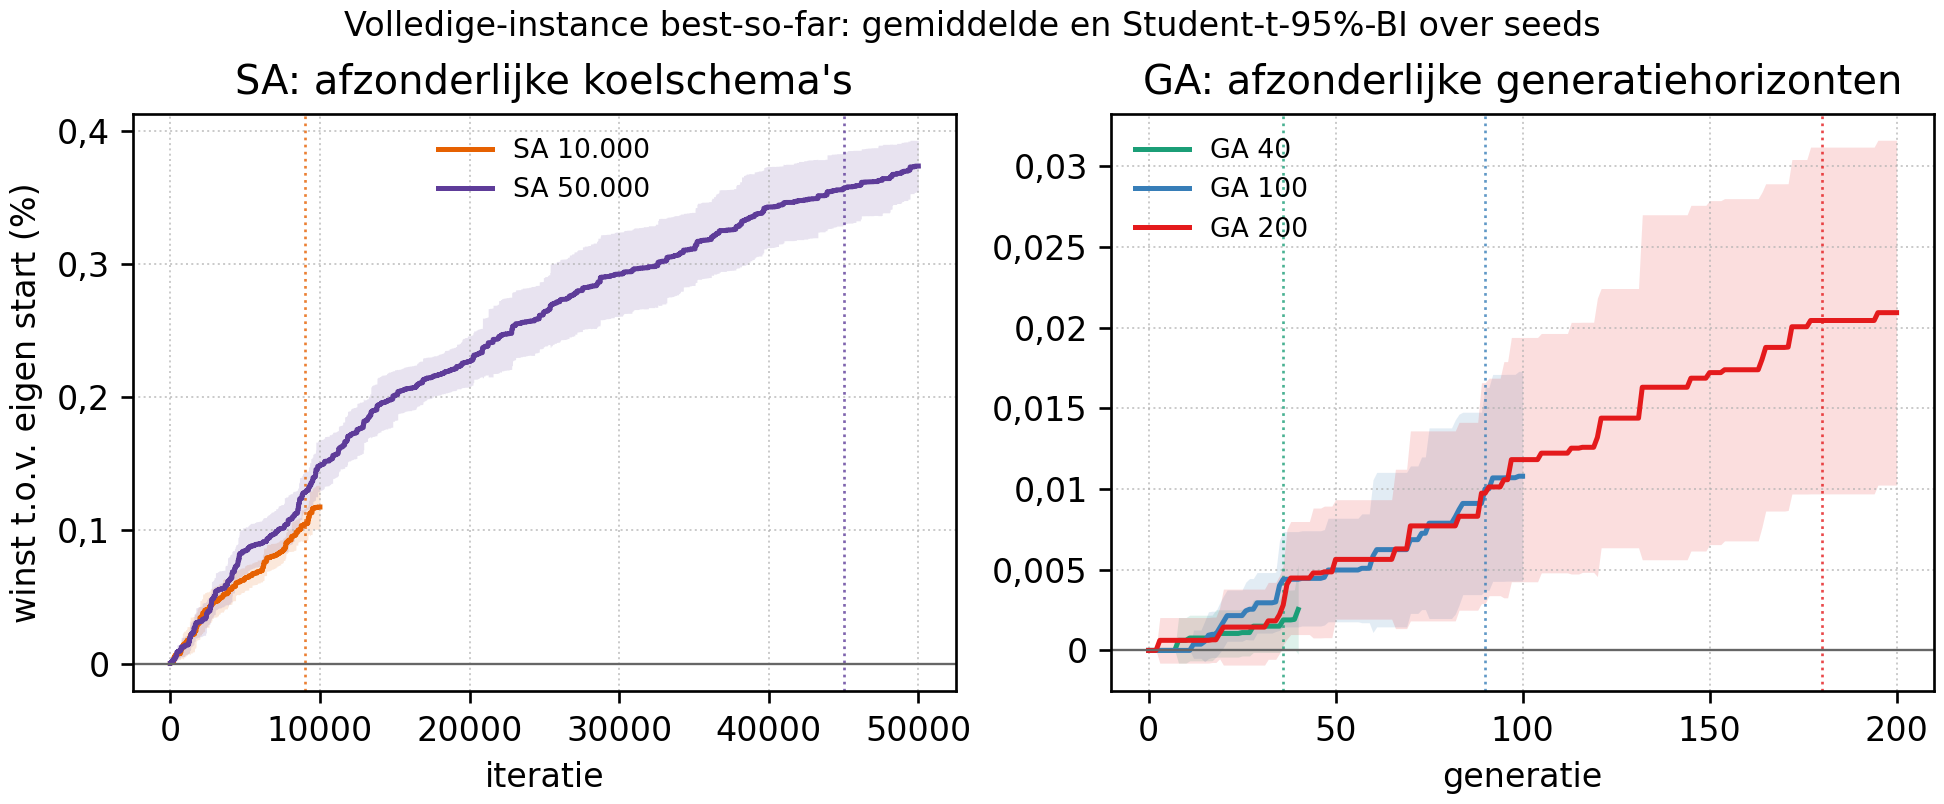 Volledige-instance best-so-far: gemiddelde en Student-t-95%-BI over seeds
SA: afzonderlijke koelschema's
winst t.o.v. eigen start (%)
0,4
0,3
0,2
0,1
0
SA 10.000
SA 50.000
0
10000
20000
30000
40000
50000
iteratie
GA: afzonderlijke generatiehorizonten
0,03
0,025
0,02
0,015
0,01
0,005
0
GA 40
GA 100
GA 200
0
50
100
150
200
generatie